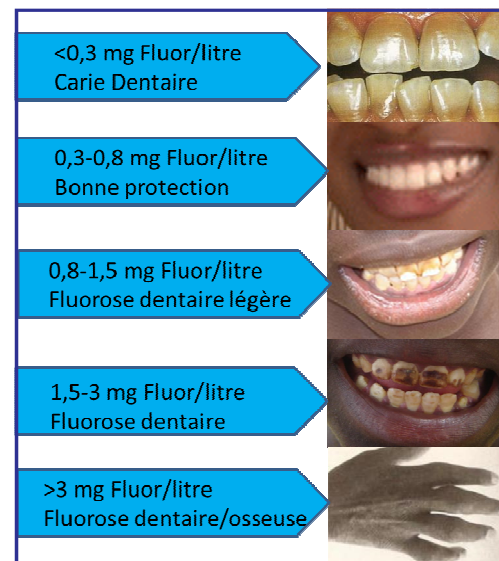 <0,3 mg Fluor/litre
Carie Dentaire
0,3-0,8 mg Fluor/litre
Bonne protection
0,8-1,5 mg Fluor/litre
Fluorose dentaire légère
1,5-3 mg Fluor/litre
Fluorose dentaire
>3 mg Fluor/litre
Fluorose dentaire/osseuse